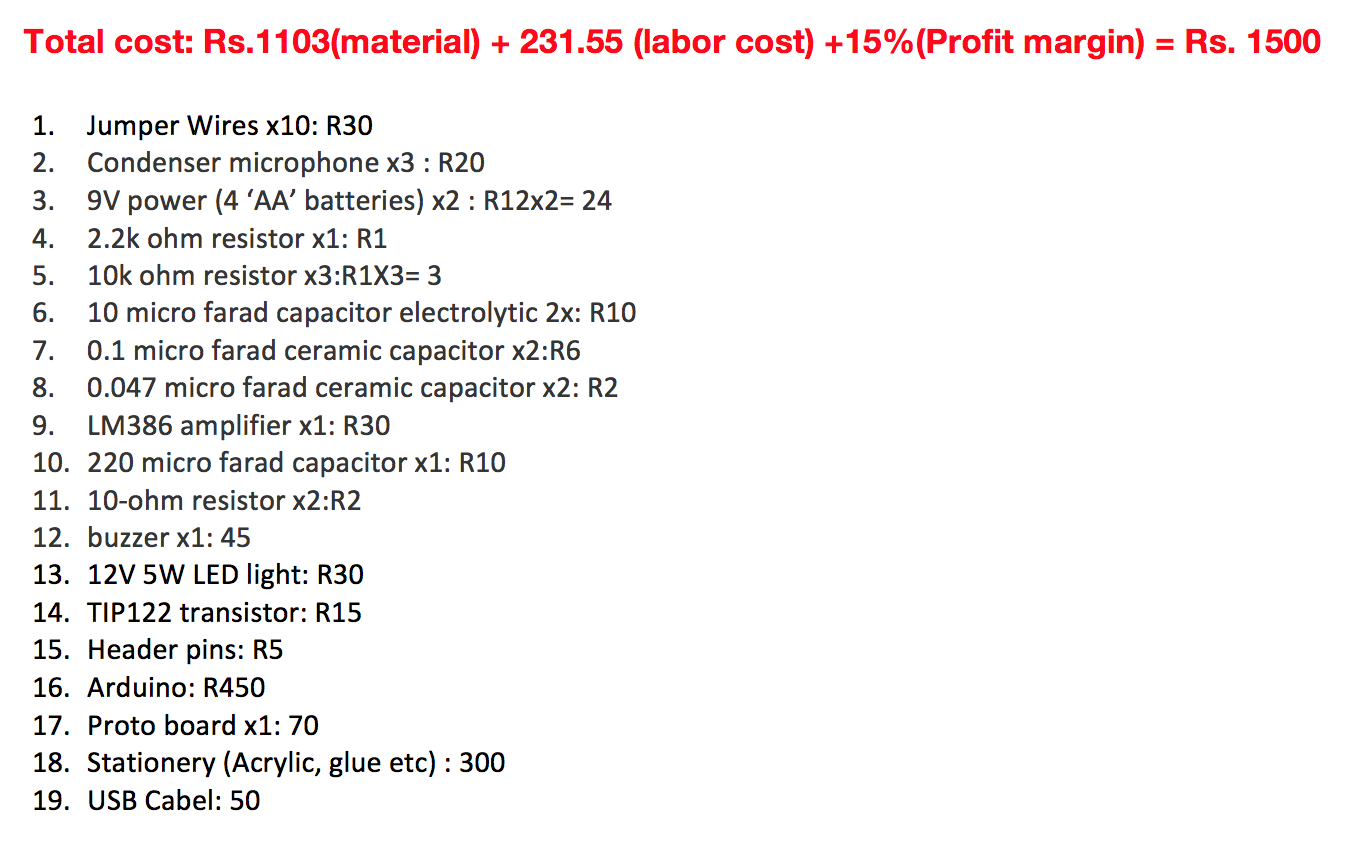 Total cost: Rs.1103(material) + 231.55 (labor cost) +15%(Profit margin) = Rs. 1500
1. Jumper Wires x10: R30
2. Condenser microphone x3 : R20
3. 9V power (4 ‘AA’ batteries) x2 : R12x2= 24
4. 2.2k ohm resistor x1: R1
5. 10k ohm resistor x3:R1X3= 3
6. 10 micro farad capacitor electrolytic 2x: R10
7. 0.1 micro farad ceramic capacitor x2:R6
8. 0.047 micro farad ceramic capacitor x2: R2
9. LM386 amplifier x1: R30
10. 220 micro farad capacitor x1: R10
11. 10-ohm resistor x2:R2
12. buzzer x1: 45
13. 12V 5W LED light: R30
14. TIP122 transistor: R15
15. Header pins: R5
16. Arduino: R450
17. Proto board x1: 70
18. Stationery (Acrylic, glue etc) : 300
19. USB Cabel: 50